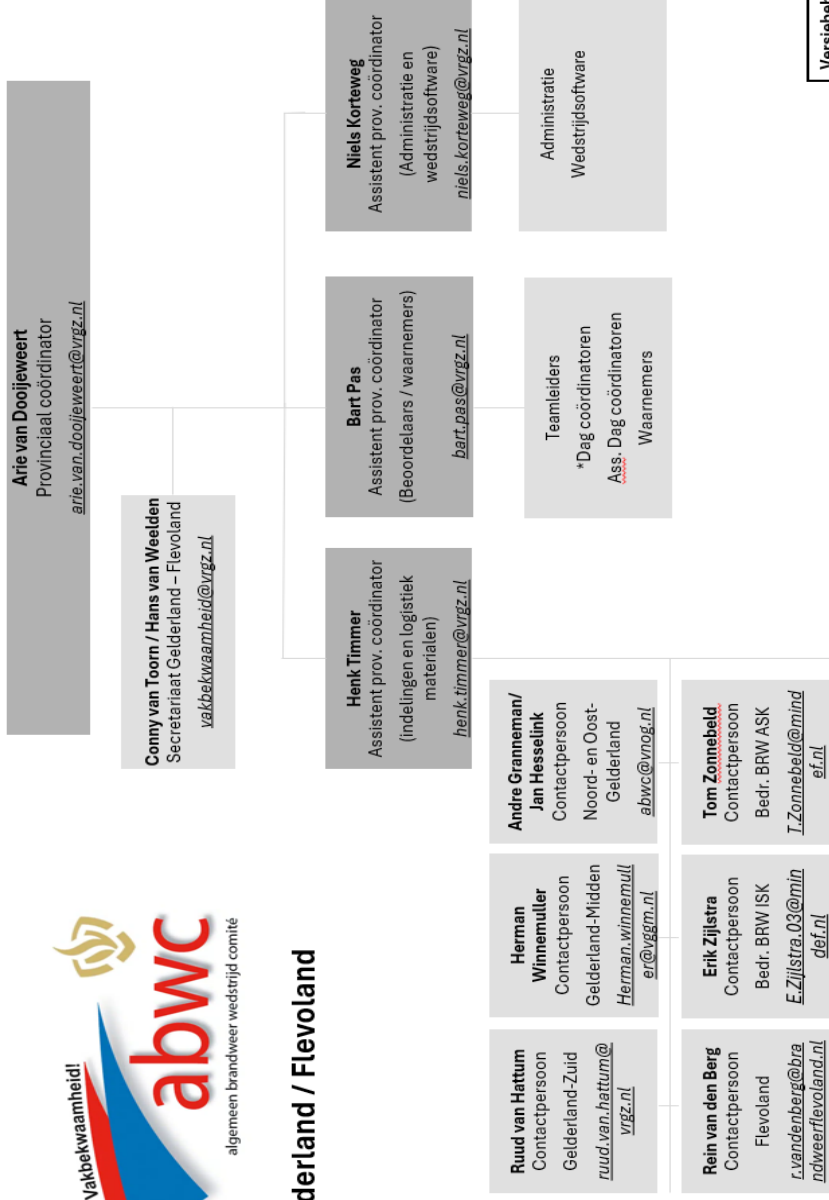 Vakbekwaamheid!
abwc
algemeen brandweer wedstrijd comité
derland / Flevoland
Arie van Dooijeweert
Provinciaal coördinator
arie.van.dooijeweert@vrgz.nl
Conny van Toorn / Hans van Weelden
Secretariaat Gelderland – Flevoland
vakbekwaamheid@vrgz.nl
Henk Timmer
Assistent prov. coördinator
(indelingen en logistiek
materialen)
henk.timmer@vrgz.nl
Bart Pas
Assistent prov. coördinator
(Beoordelaars / waarnemers)
bart.pas@vrgz.nl
Niels Korteweg
Assistent prov. coördinator
(Administratie en
wedstrijdsoftware)
niels.korteweg@vrgz.nl
Ruud van Hattum
Contactpersoon
Gelderland-Zuid
ruud.van.hattum@
vrgz.nl
Herman
Winnemuller
Contactpersoon
Gelderland-Midden
Herman.winnemull
er@vggm.nl
Andre Granneman/
Jan Hesselink
Contactpersoon
Noord- en Oost-
Gelderland
abwc@vnog.nl
Teamleiders
*Dag coördinatoren
Ass. Dag coördinatoren
Waarnemers
Administratie
Wedstrijdsoftware
Rein van den Berg
Contactpersoon
Flevoland
r.vandenberg@bra
ndweerflevoland.nl
Erik Zijlstra
Contactpersoon
Bedr. BRW ISK
E.Zijlstra.03@min
def.nl
Tom Zonnebeld
Contactpersoon
Bedr. BRW ASK
T.Zonnebeld@mind
ef.nl